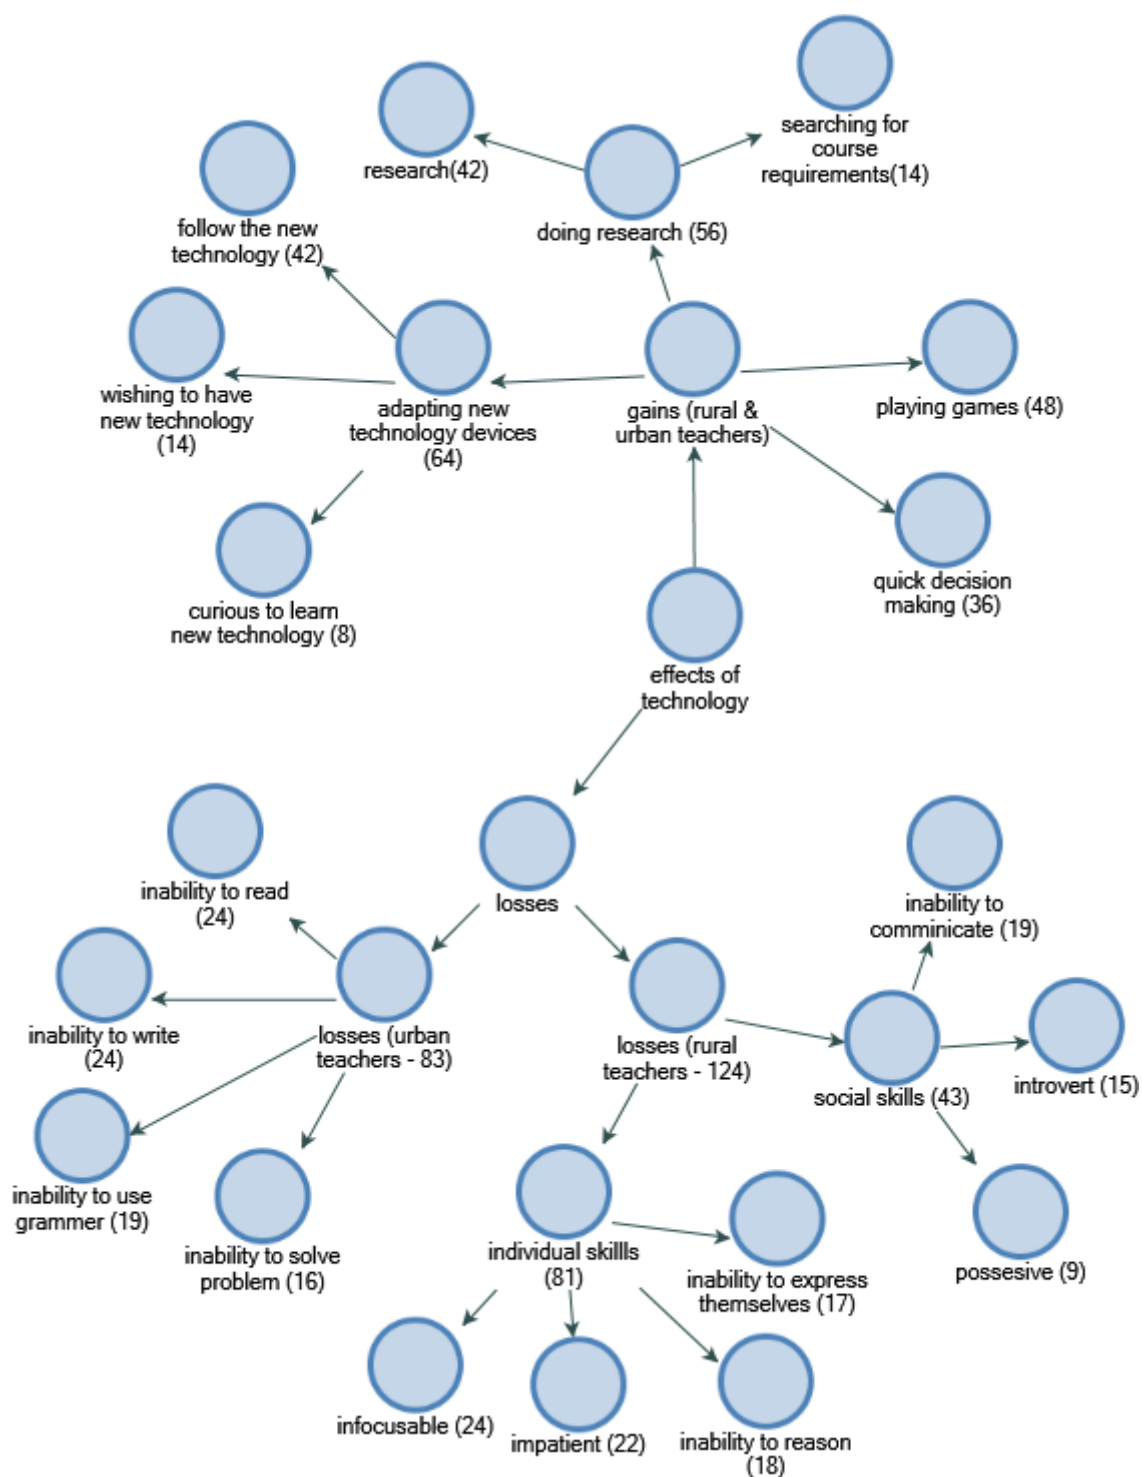 searching for
course
requirements(14)
research(42)
doing research (56)
follow the new
technology (42)
wishing to have
new technology
(14)
adapting new
technology devices
(64)
gains (rural &
urban teachers)
playing games (48)
curious to learn
new technology (8)
quick decision
making (36)
effects of
technology
losses
inability to read
(24)
inability to
comminicate (19)
inability to write
(24)
losses (urban
teachers - 83)
losses (rural
teachers - 124)
social skills (43)
introvert (15)
inability to use
grammer (19)
inability to solve
problem (16)
individual skillls
(81)
inability to express
themselves (17)
possesive (9)
infocusable (24)
impatient (22)
inability to reason
(18)